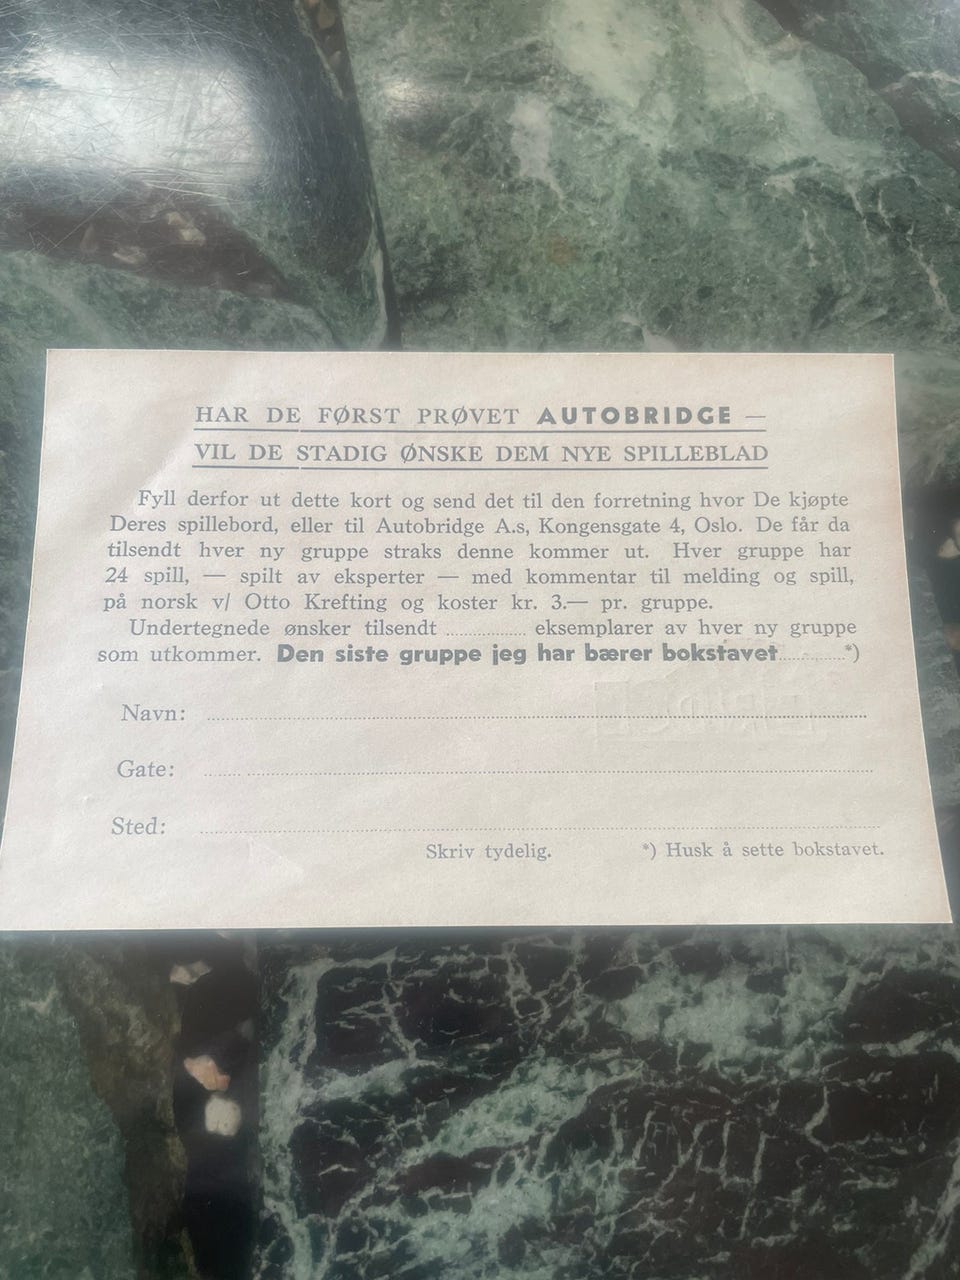 HAR DE FØRST PRØVET AUTOBRIDGE —
VIL DE STADIG ØNSKE DEM NYE SPILLEBLAD
Fyll derfor ut dette kort og send det til den forretning hvor De kjøpte
Deres spillebord, eller til Autobridge A.s, Kongensgate 4, Oslo. De får da
tilsendt hver ny gruppe straks denne kommer ut. Hver gruppe har
24 spill, — spilt av eksperter — med kommentar til melding og spill,
på norsk v/ Otto Krefting og koster kr. 3.— pr. gruppe.
Undertegnede ønsker tilsendt ............... eksemplarer av hver ny gruppe
som utkommer. Den siste gruppe jeg har bærer bokstavet............*)
Navn: ....................
Gate: ....................
Sted: ....................
Skriv tydelig. *) Husk å sette bokstavet.